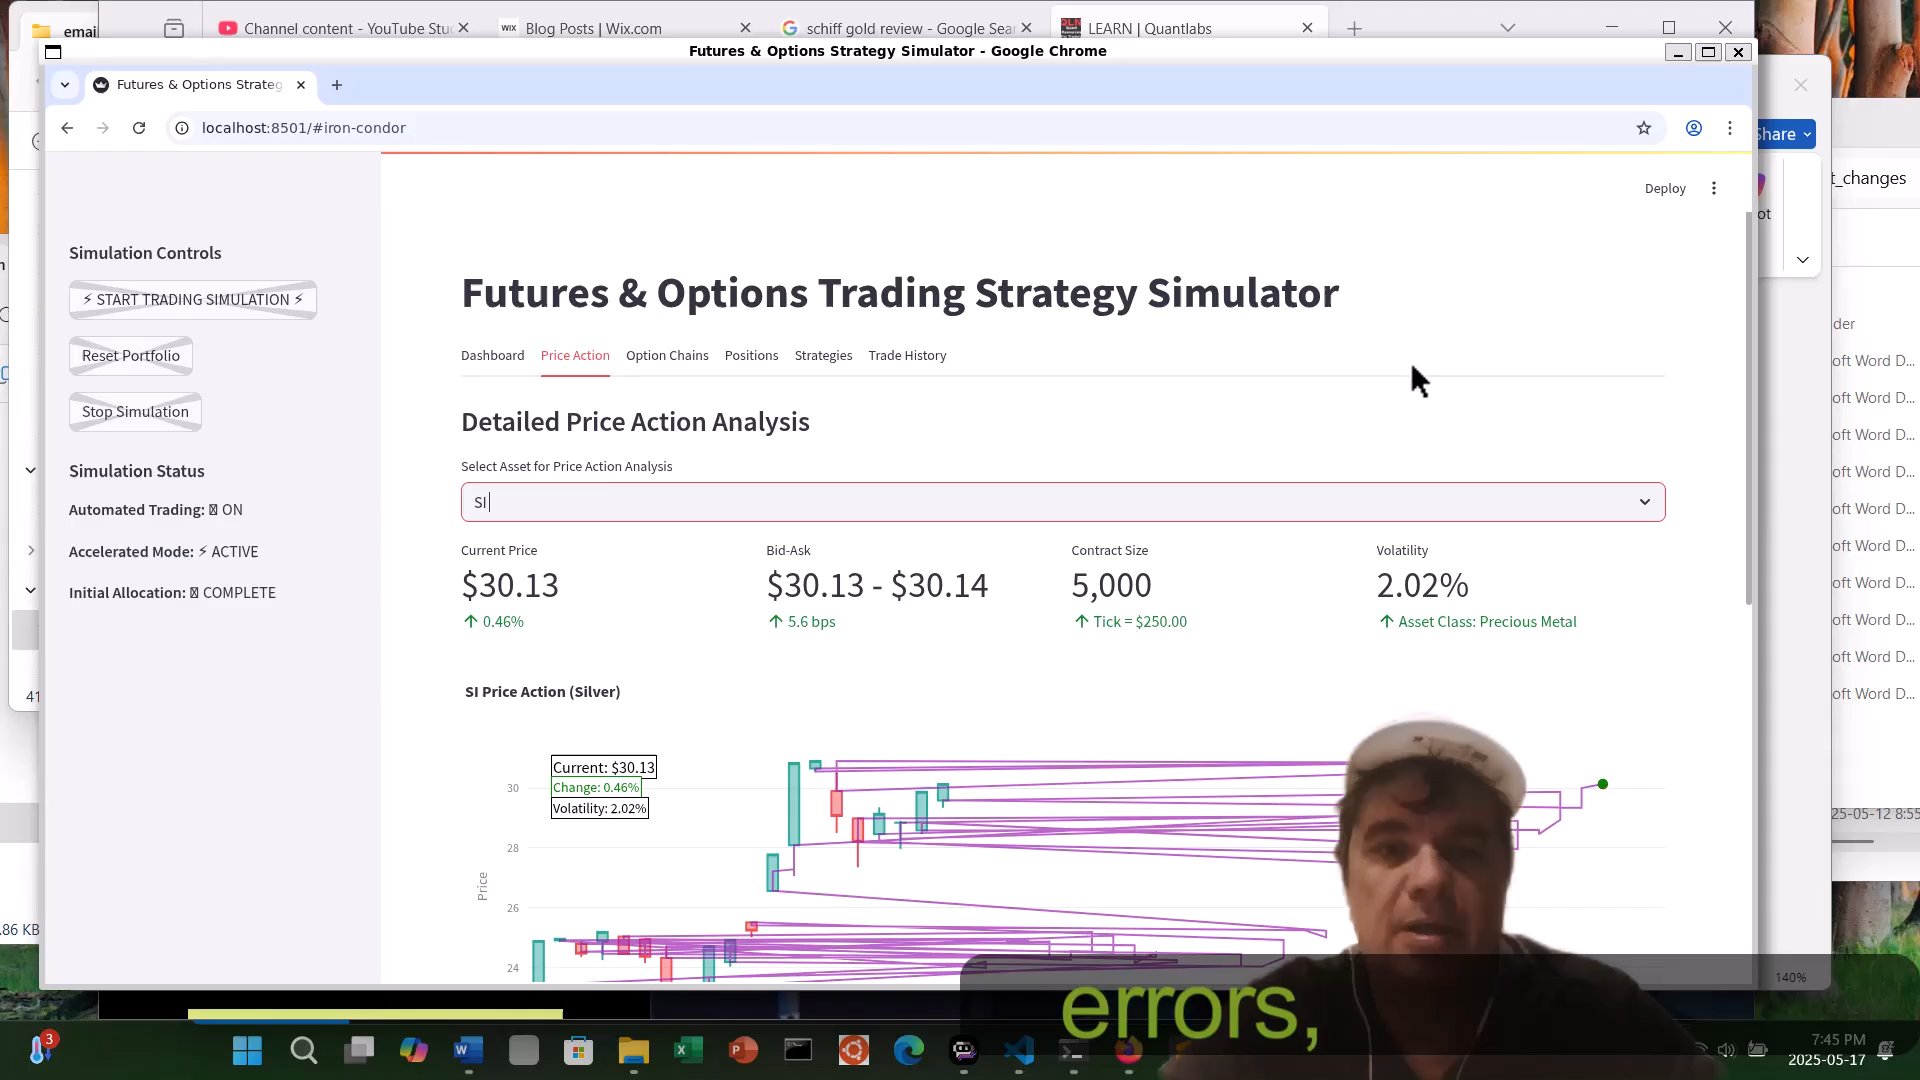 emai
Channel content - YouTube Stu
Blog Posts | Wix.com
schiff gold review - Google Sear
LEARN | Quantlabs
Futures & Options Strategy Simulator - Google Chrome
Futures & Options Strateg
localhost:8501/#iron-condor
Share
t_changes
Deploy
ot
Simulation Controls
⚡ START TRADING SIMULATION ⚡
Reset Portfolio
Stop Simulation
Simulation Status
Automated Trading: ON
Accelerated Mode: ⚡ ACTIVE
Initial Allocation: COMPLETE
Futures & Options Trading Strategy Simulator
Dashboard Price Action Option Chains Positions Strategies Trade History
Detailed Price Action Analysis
Select Asset for Price Action Analysis
SI
Current Price Bid-Ask Contract Size Volatility
$30.13 $30.13 - $30.14 5,000 2.02%
↑ 0.46% ↑ 5.6 bps ↑ Tick = $250.00 ↑ Asset Class: Precious Metal
SI Price Action (Silver)
Current: $30.13
Change: 0.46%
Volatility: 2.02%
30
28
26
24
Price
der
oft Word D...
oft Word D...
oft Word D...
oft Word D...
oft Word D...
oft Word D...
oft Word D...
oft Word D...
oft Word D...
oft Word D...
41
.86 KB
25-05-12 8:55
140%
errors,
3
7:45 PM
2025-05-17